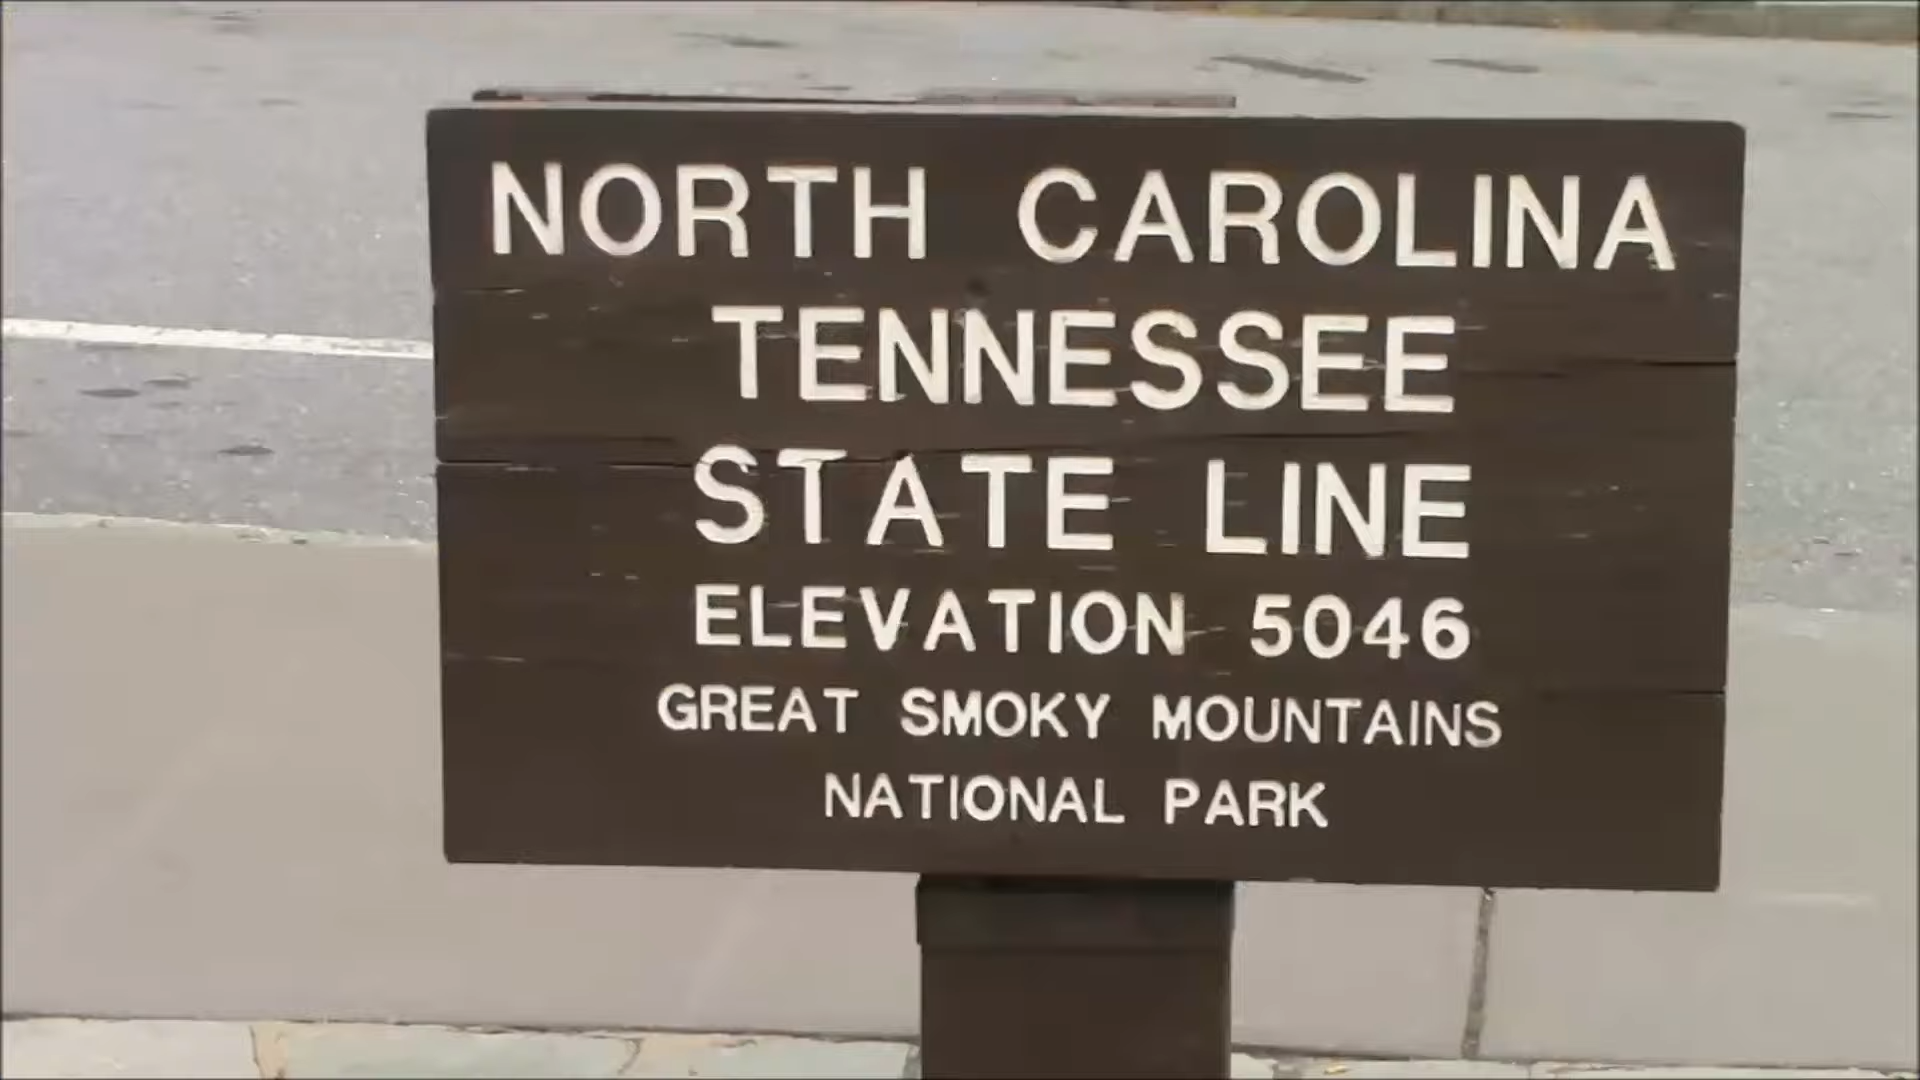 NORTH CAROLINA
TENNESSEE
STATE LINE
ELEVATION 5046
GREAT SMOKY MOUNTAINS
NATIONAL PARK